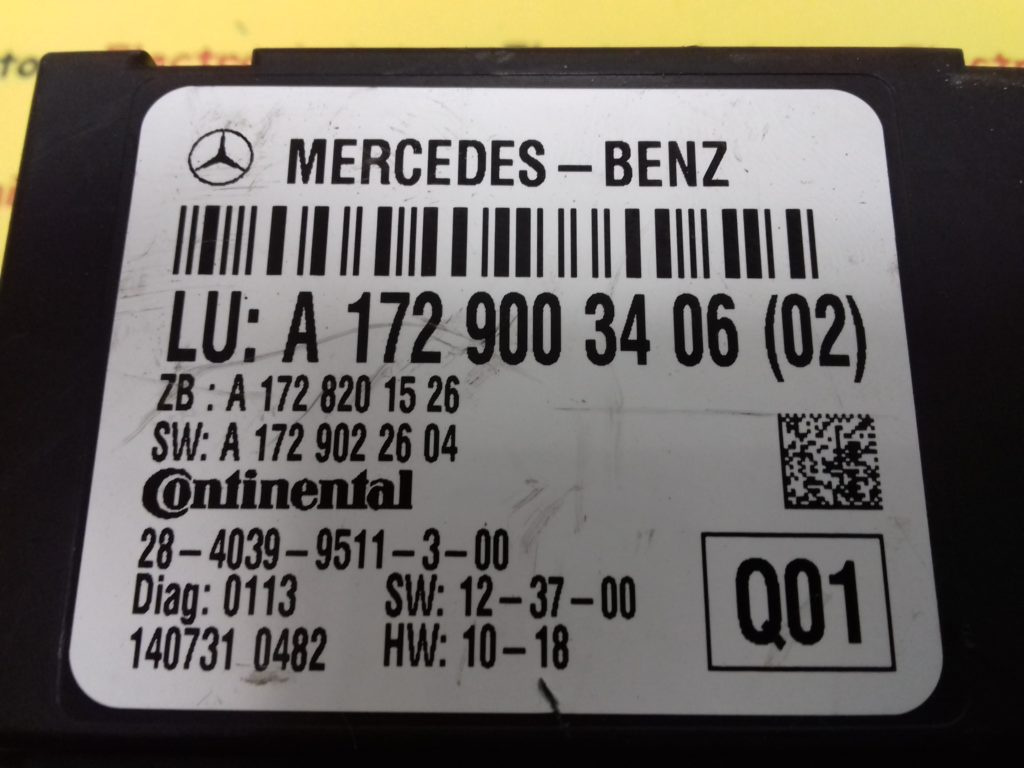 MERCEDES-BENZ
LU: A 172 900 34 06 (02)
ZB : A 172 820 15 26
SW: A 172 902 26 04
Continental
28-4039-9511-3-00
Diag: 0113 SW: 12-37-00
140731 0482 HW: 10-18
Q01